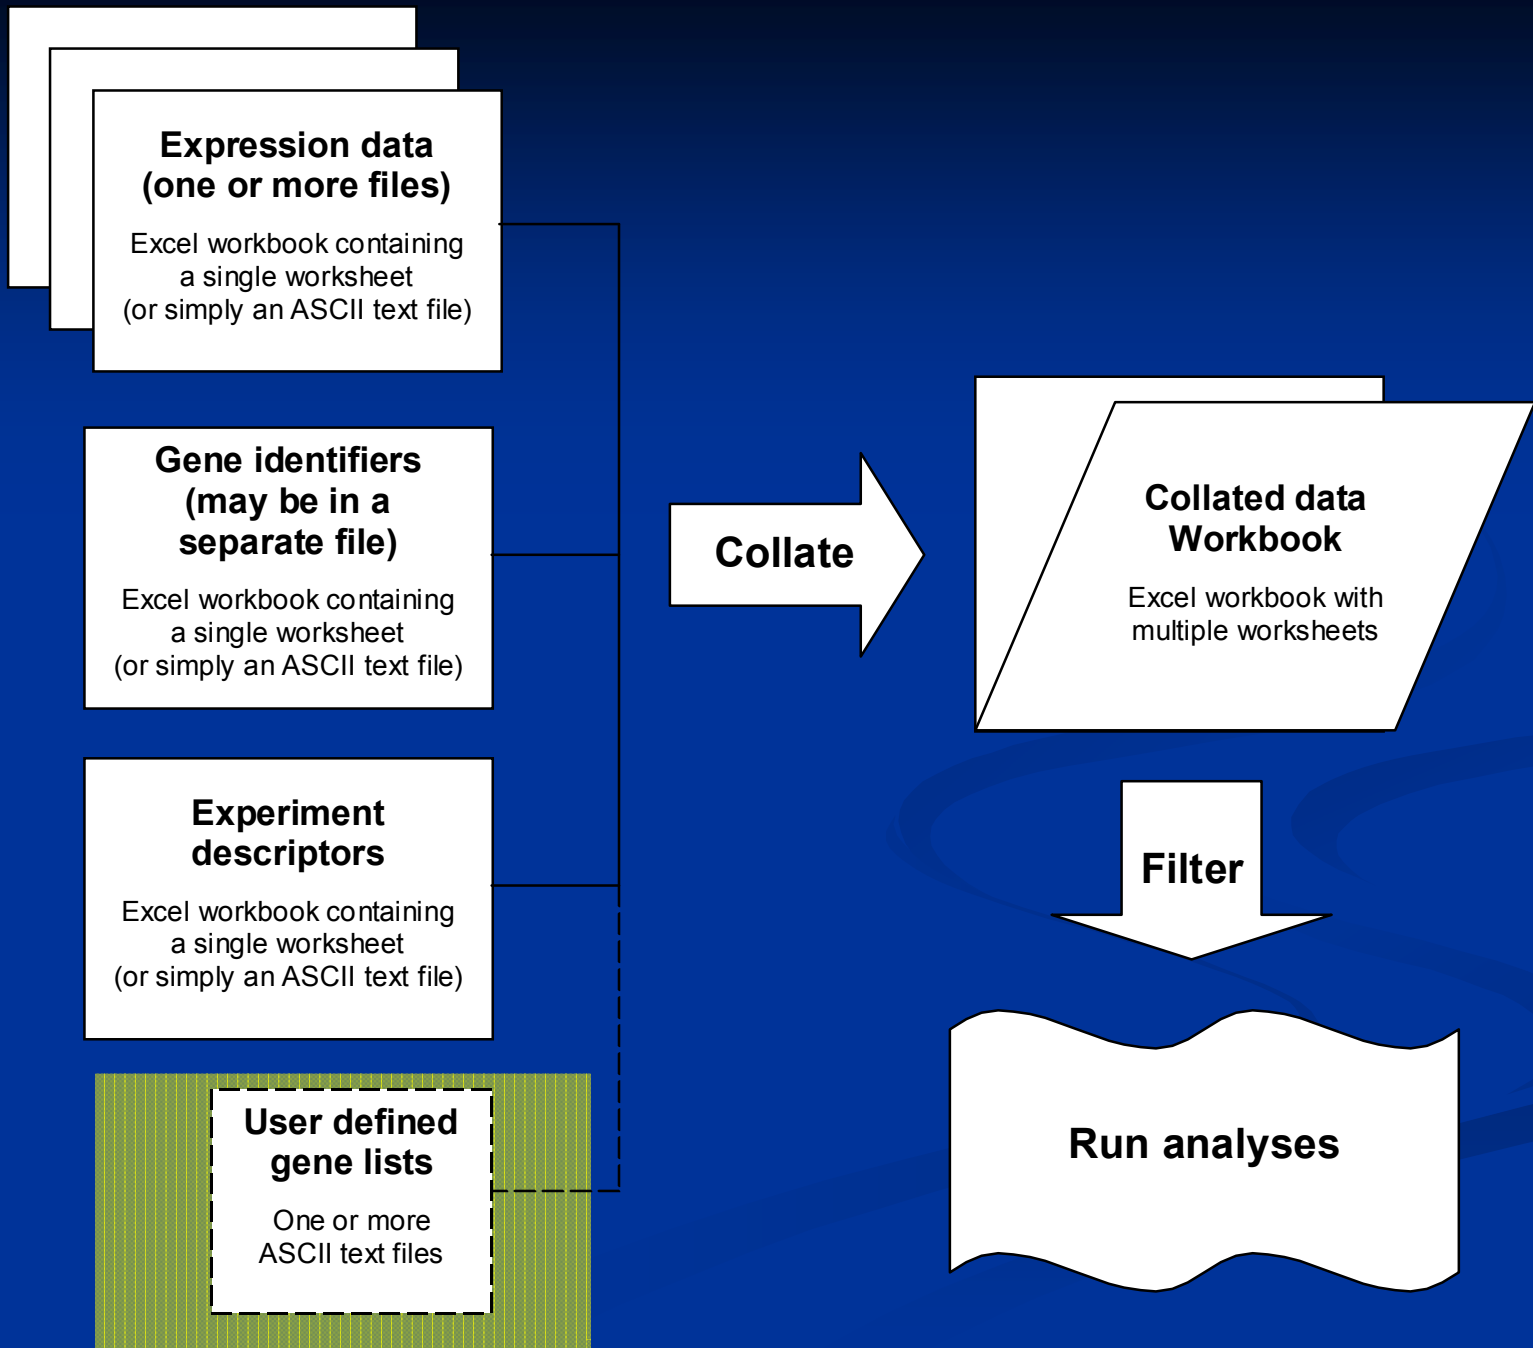 Expression data
(one or more files)
Excel workbook containing
a single worksheet
(or simply an ASCII text file)
Gene identifiers
(may be in a
separate file)
Excel workbook containing
a single worksheet
(or simply an ASCII text file)
Experiment
descriptors
Excel workbook containing
a single worksheet
(or simply an ASCII text file)
User defined
gene lists
One or more
ASCII text files
Collate
Collated data
Workbook
Excel workbook with
multiple worksheets
Filter
Run analyses